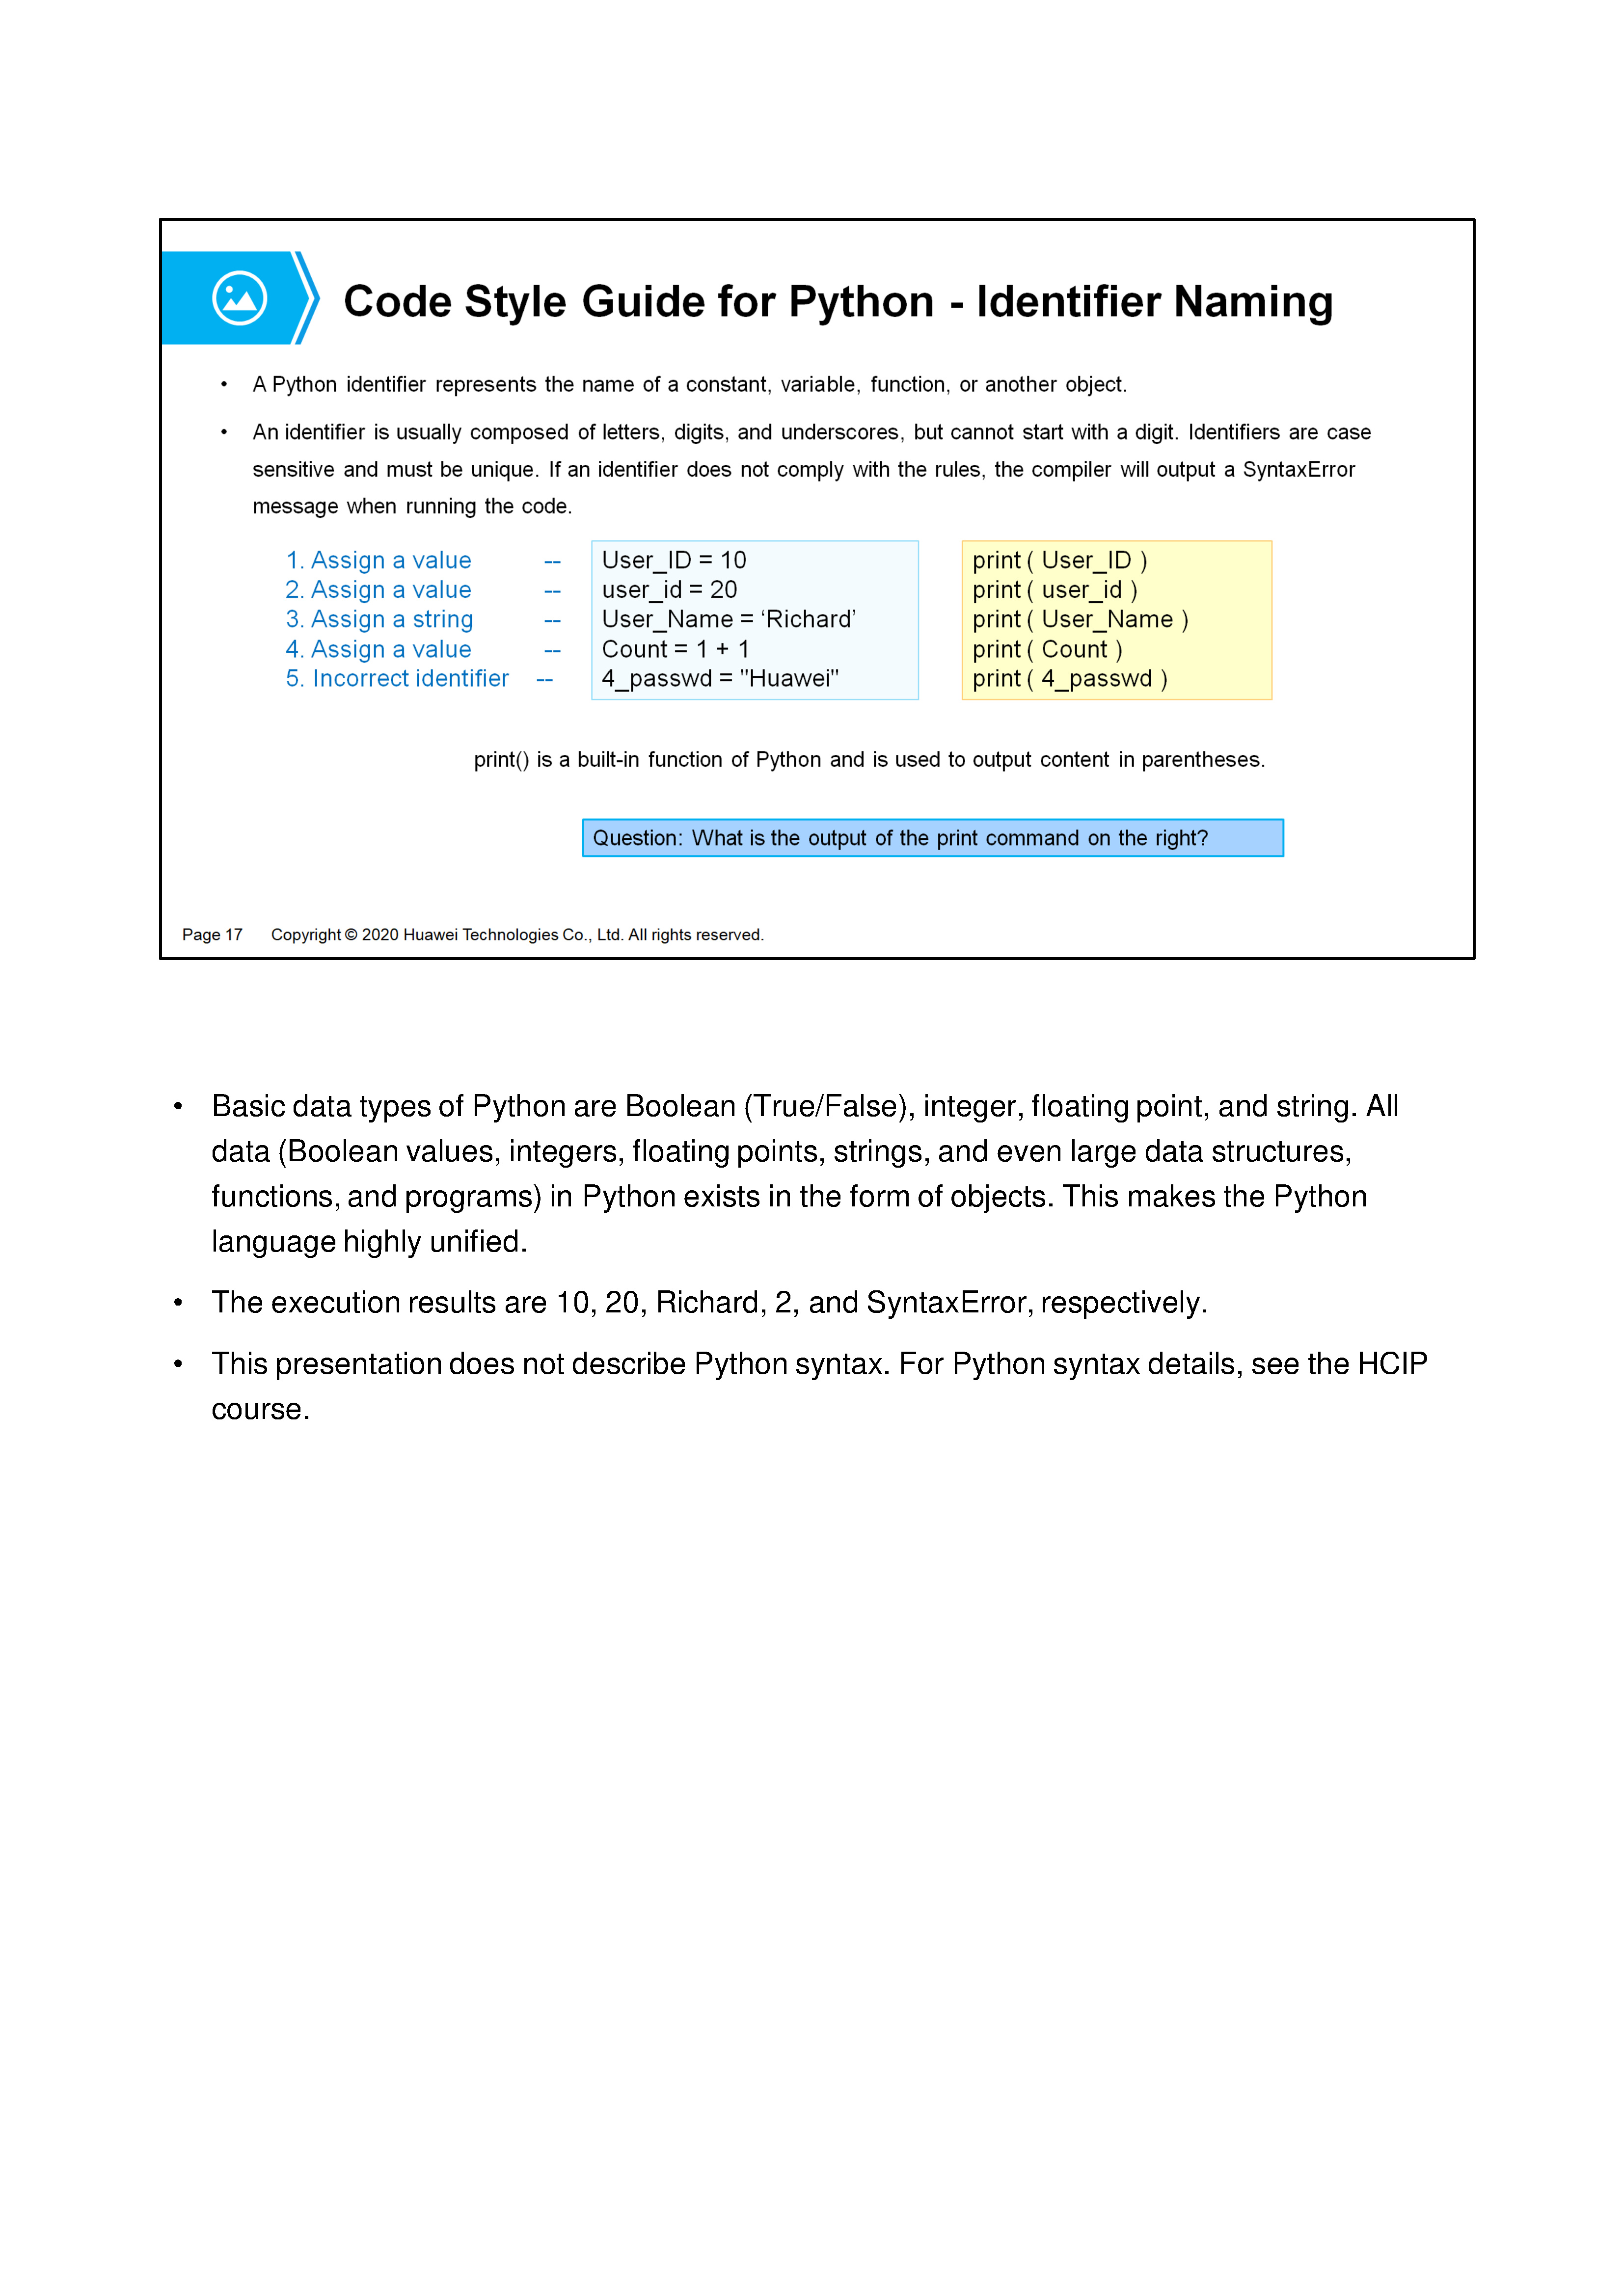 Code Style Guide for Python - Identifier Naming
• A Python identifier represents the name of a constant, variable, function, or another object.
• An identifier is usually composed of letters, digits, and underscores, but cannot start with a digit. Identifiers are case
sensitive and must be unique. If an identifier does not comply with the rules, the compiler will output a SyntaxError
message when running the code.
1. Assign a value -- User_ID = 10 print ( User_ID )
2. Assign a value -- user_id = 20 print ( user_id )
3. Assign a string -- User_Name = ‘Richard’ print ( User_Name )
4. Assign a value -- Count = 1 + 1 print ( Count )
5. Incorrect identifier -- 4_passwd = "Huawei" print ( 4_passwd )
print() is a built-in function of Python and is used to output content in parentheses.
Question: What is the output of the print command on the right?
Page 17 Copyright © 2020 Huawei Technologies Co., Ltd. All rights reserved.
• Basic data types of Python are Boolean (True/False), integer, floating point, and string. All
data (Boolean values, integers, floating points, strings, and even large data structures,
functions, and programs) in Python exists in the form of objects. This makes the Python
language highly unified.
• The execution results are 10, 20, Richard, 2, and SyntaxError, respectively.
• This presentation does not describe Python syntax. For Python syntax details, see the HCIP
course.